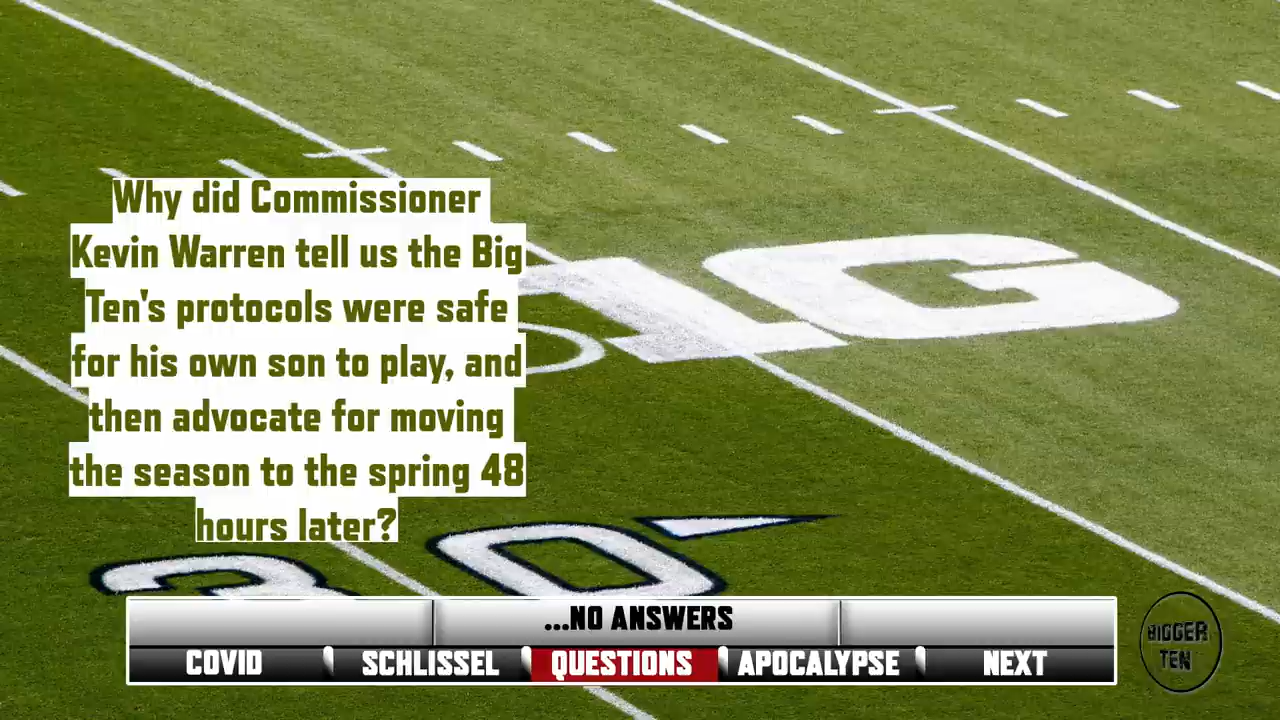 Why did Commissioner
Kevin Warren tell us the Big
Ten's protocols were safe
for his own son to play, and
then advocate for moving
the season to the spring 48
hours later?
IG
30
...NO ANSWERS
COVID
SCHLISSEL
QUESTIONS
APOCALYPSE
NEXT
BIGGER
TEN